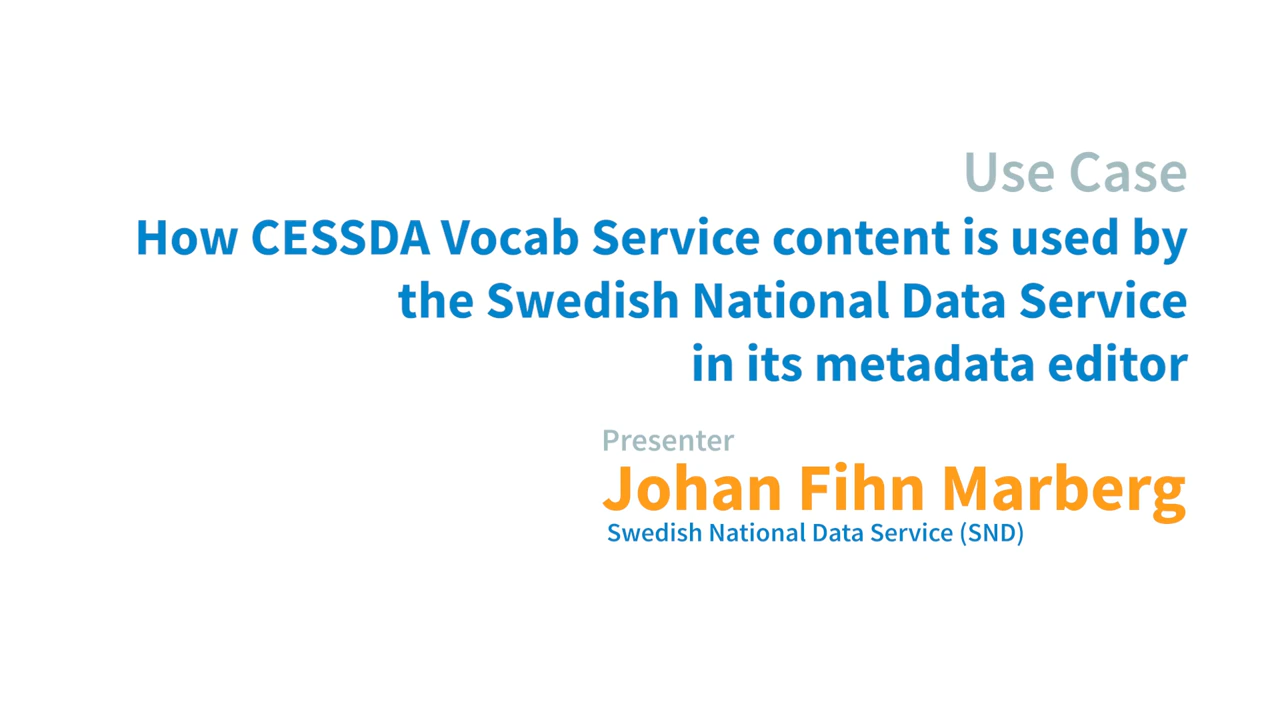 Use Case
How CESSDA Vocab Service content is used by
the Swedish National Data Service
in its metadata editor
Presenter
Johan Fihn Marberg
Swedish National Data Service (SND)